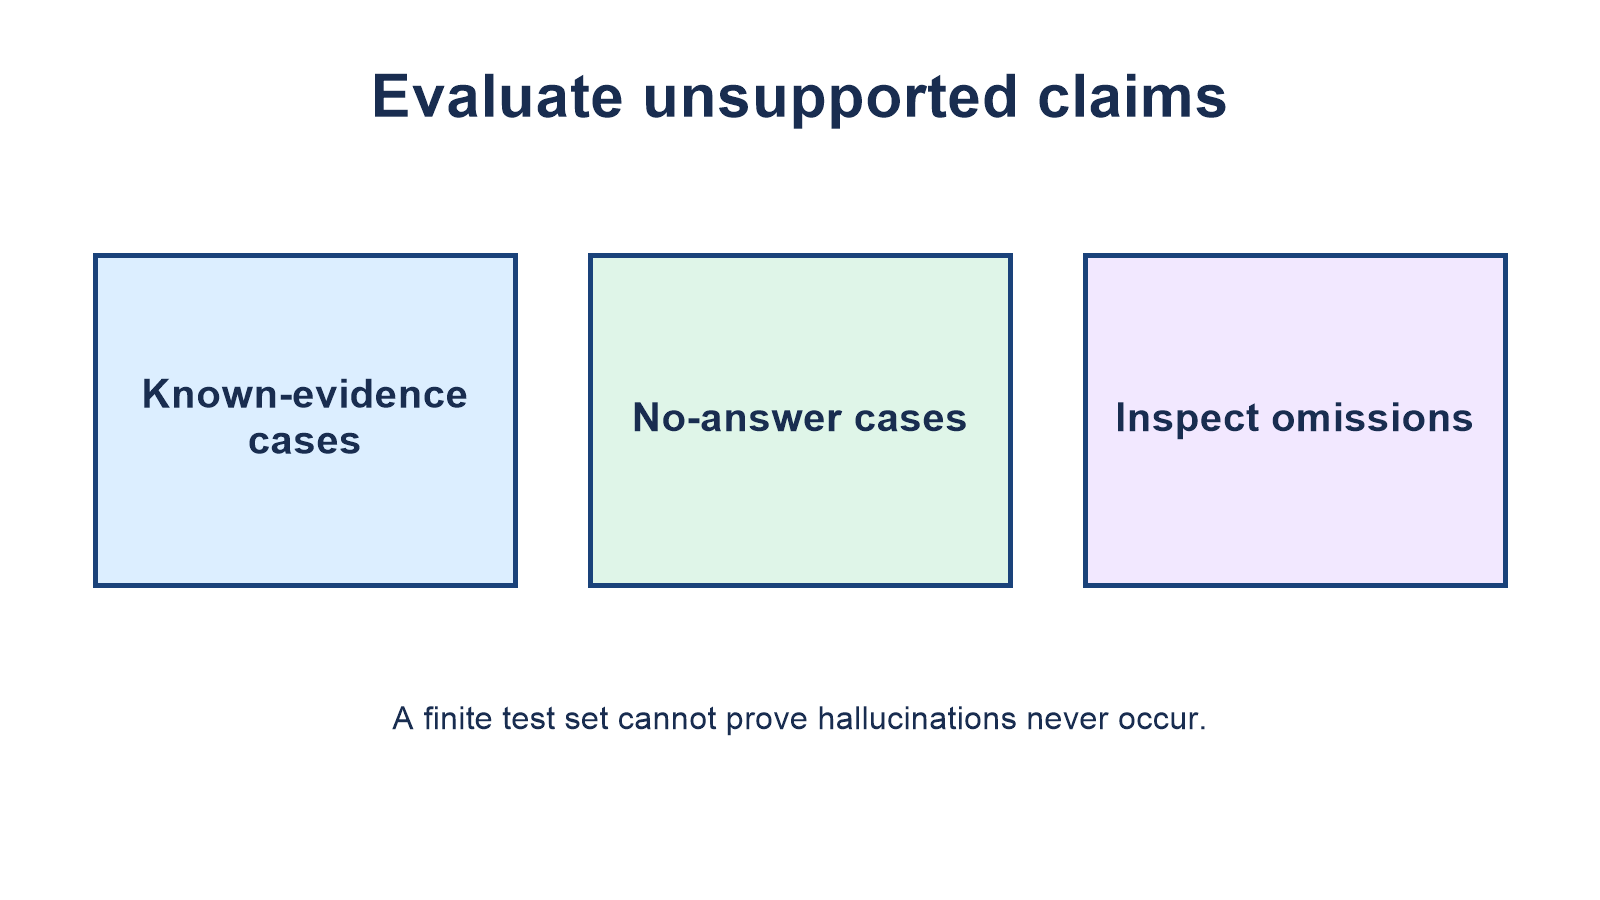 Evaluate unsupported claims
Known-evidence
cases
No-answer cases
Inspect omissions
A finite test set cannot prove hallucinations never occur.